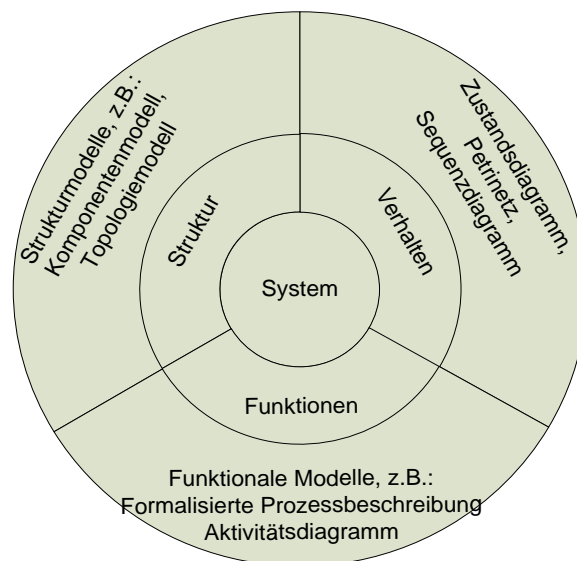 Strukturmodelle, z.B.:
Komponentenmodell,
Topologiemodell
Struktur
Zustandsdiagramm,
Petrinetz,
Sequenzdiagramm
Verhalten
System
Funktionen
Funktionale Modelle, z.B.:
Formalisierte Prozessbeschreibung
Aktivitätsdiagramm